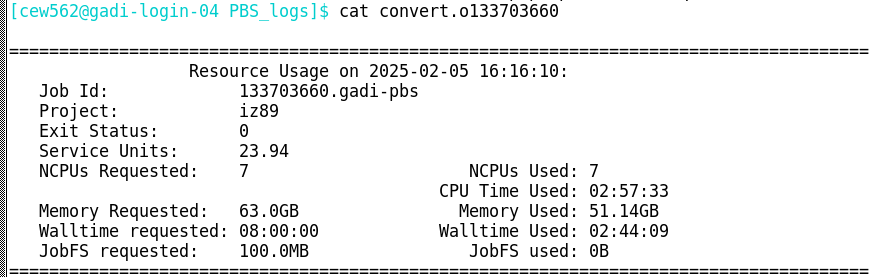 [cew562@gadi-login-04 PBS_logs]$ cat convert.o133703660
======================================================================================
Resource Usage on 2025-02-05 16:16:10:
Job Id: 133703660.gadi-pbs
Project: iz89
Exit Status: 0
Service Units: 23.94
NCPUs Requested: 7 NCPUs Used: 7
CPU Time Used: 02:57:33
Memory Requested: 63.0GB Memory Used: 51.14GB
Walltime requested: 08:00:00 Walltime Used: 02:44:09
JobFS requested: 100.0MB JobFS used: 0B
======================================================================================